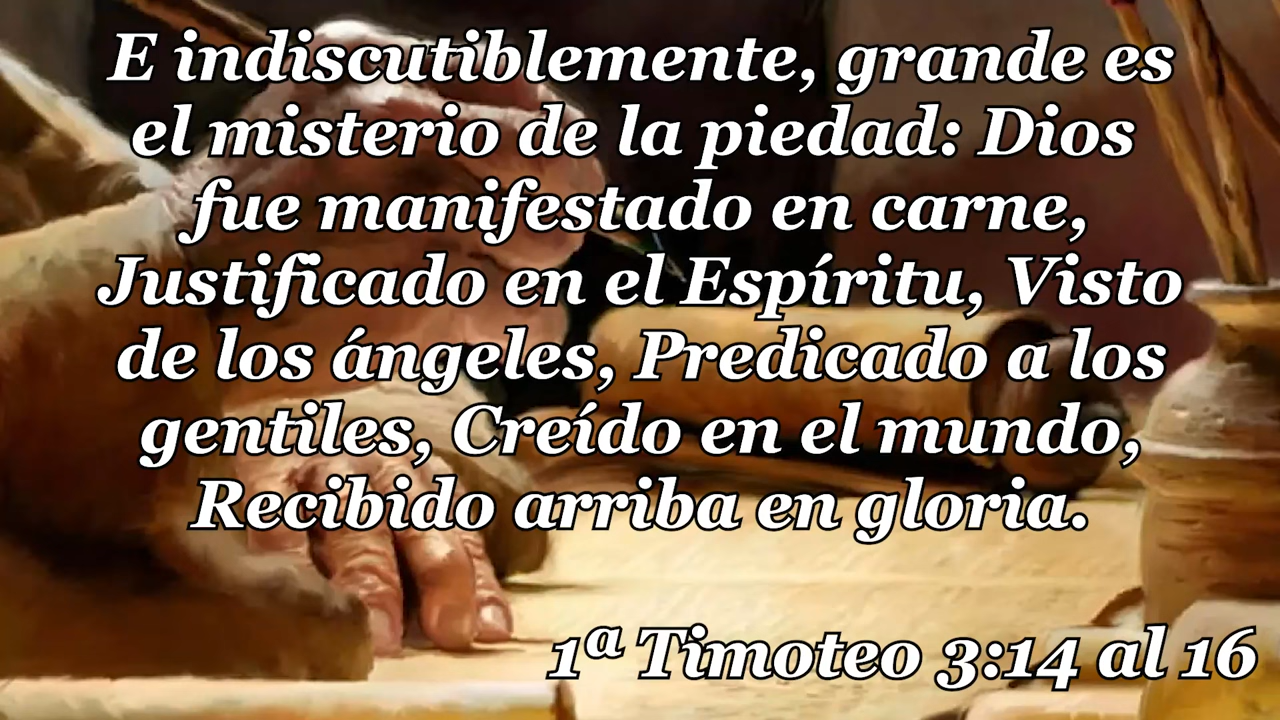 E indiscutiblemente, grande es
el misterio de la piedad: Dios
fue manifestado en carne,
Justificado en el Espíritu, Visto
de los ángeles, Predicado a los
gentiles, Creído en el mundo,
Recibido arriba en gloria.
1ª Timoteo 3:14 al 16